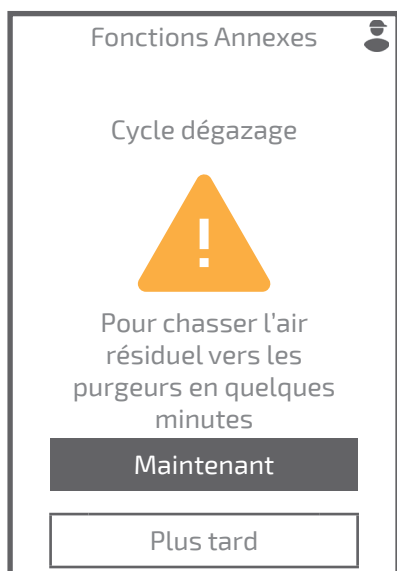 Fonctions Annexes
Cycle dégazage
!
Pour chasser l’air
résiduel vers les
purgeurs en quelques
minutes
Maintenant
Plus tard